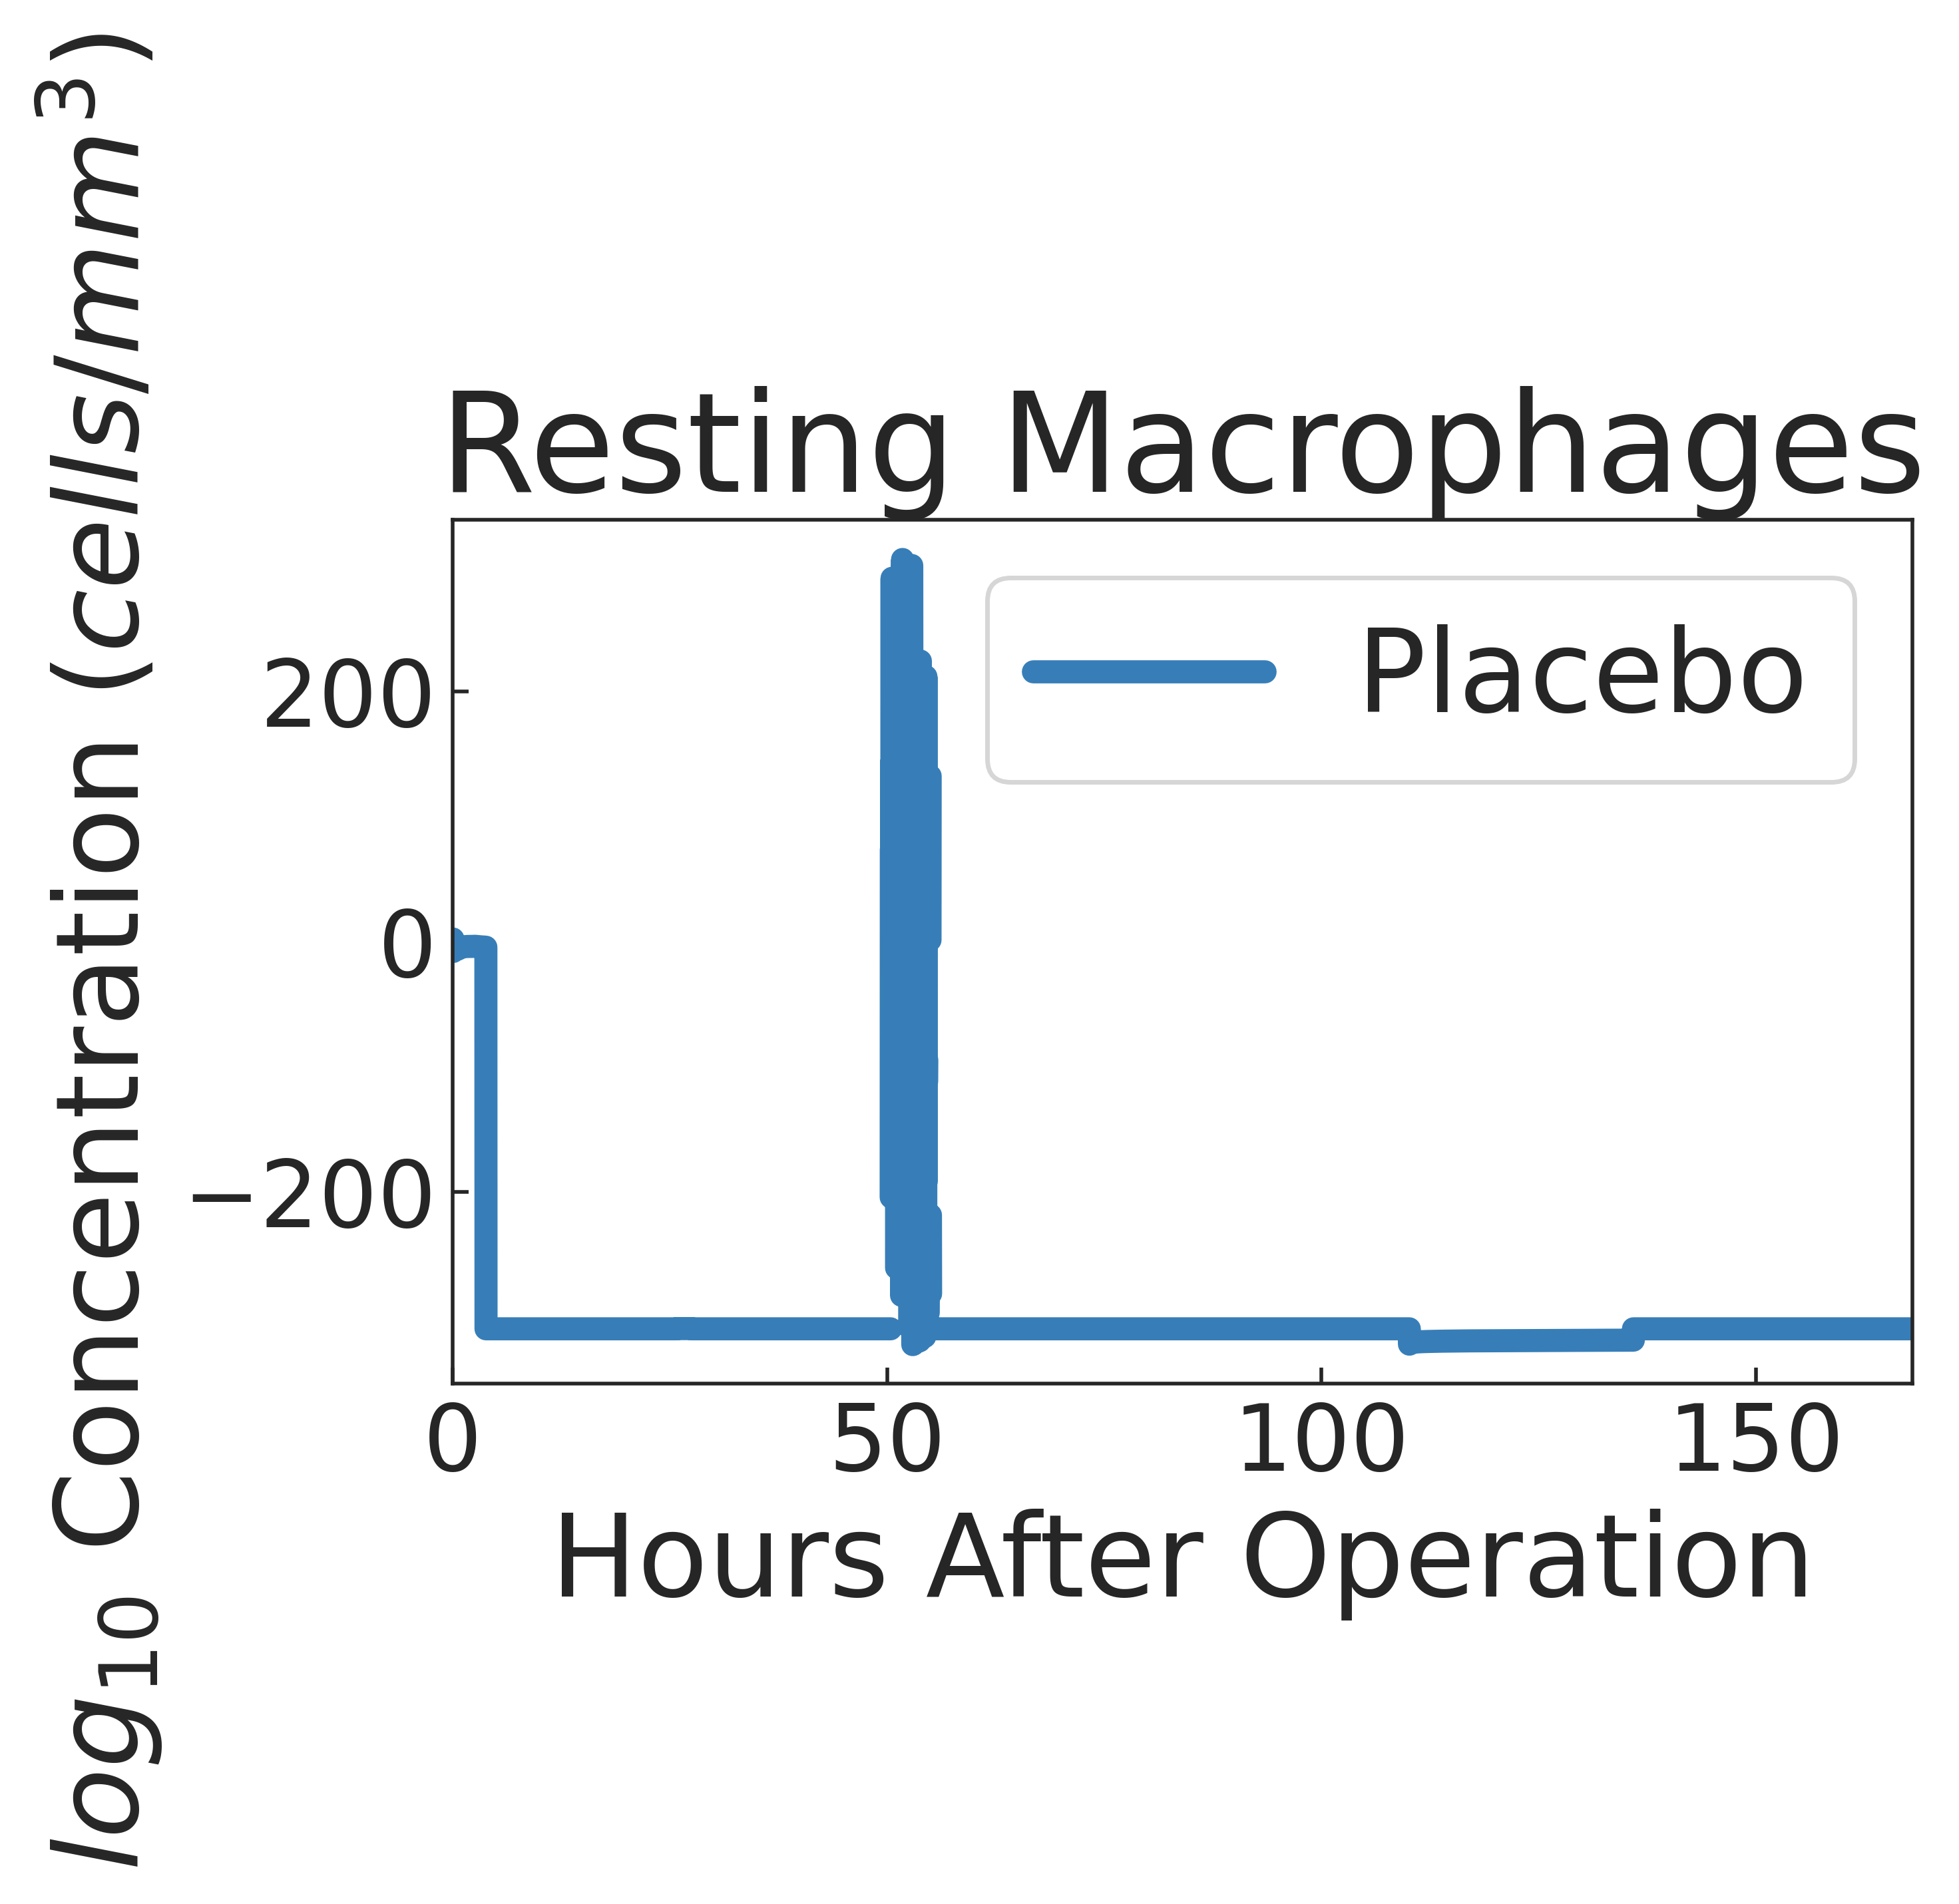 Resting Macrophages
log10 Concentration (cells/mm3)
200
0
−200
Placebo
0 50 100 150
Hours After Operation